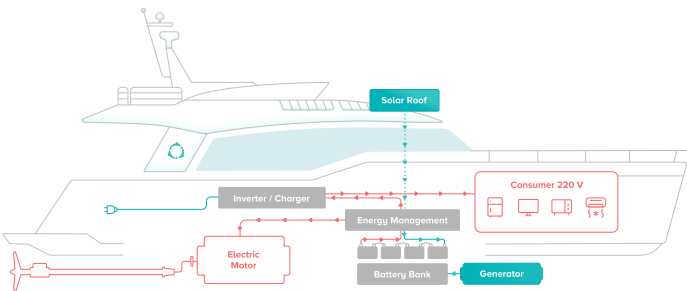 Solar Roof
Consumer 220 V
Inverter / Charger
Energy Management
Electric
Motor
Battery Bank
Generator